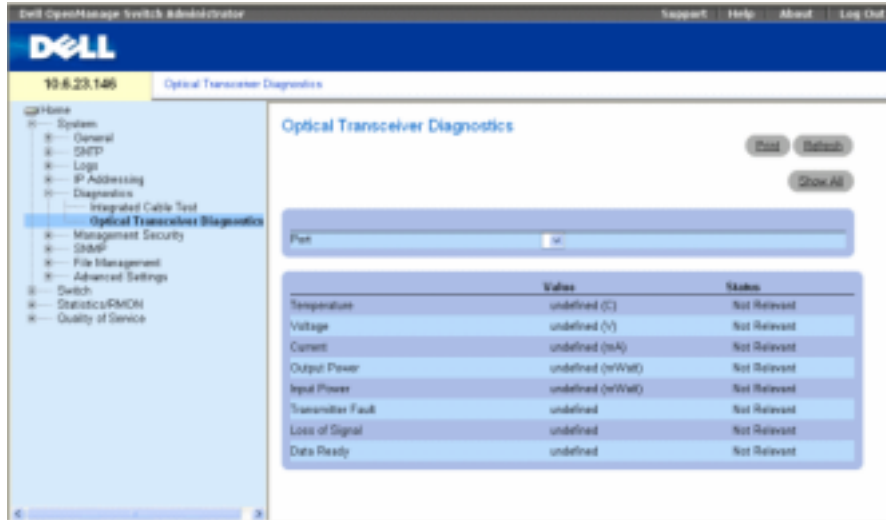 Dell OpenManage Switch Administrator Support Help About Log Out
DELL
10.6.23.146 Optical Transceiver Diagnostics
Home
System
General
SNTP
Logs
IP Addressing
Diagnostics
Integrated Cable Test
Optical Transceiver Diagnostics
Management Security
SNMP
File Management
Advanced Settings
Switch
Statistics/RMON
Quality of Service
Optical Transceiver Diagnostics
Print Refresh
Show All
Port
Value Status
Temperature undefined (C) Not Relevant
Voltage undefined (V) Not Relevant
Current undefined (mA) Not Relevant
Output Power undefined (mWatt) Not Relevant
Input Power undefined (mWatt) Not Relevant
Transmitter Fault undefined Not Relevant
Loss of Signal undefined Not Relevant
Data Ready undefined Not Relevant